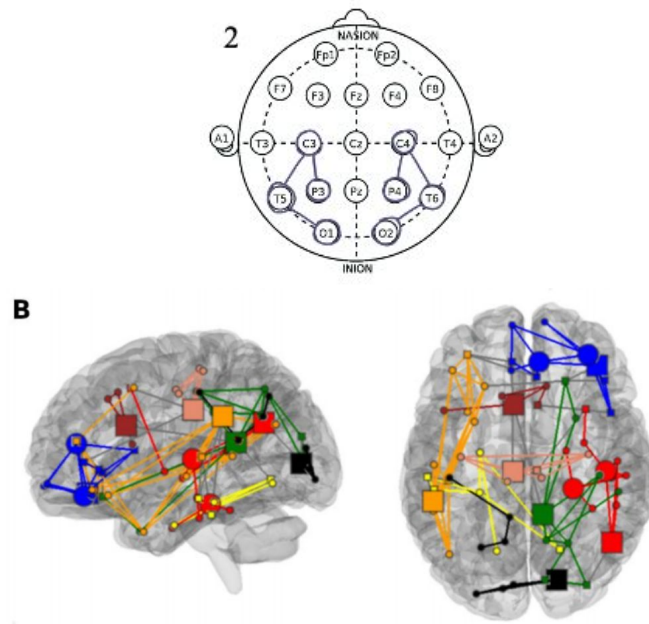 2
NASION
Fp1 Fp2
F7 F3 Fz F4 F8
A1 T3 C3 Cz C4 T4 A2
T5 P3 Pz P4 T6
O1 O2
INION
B